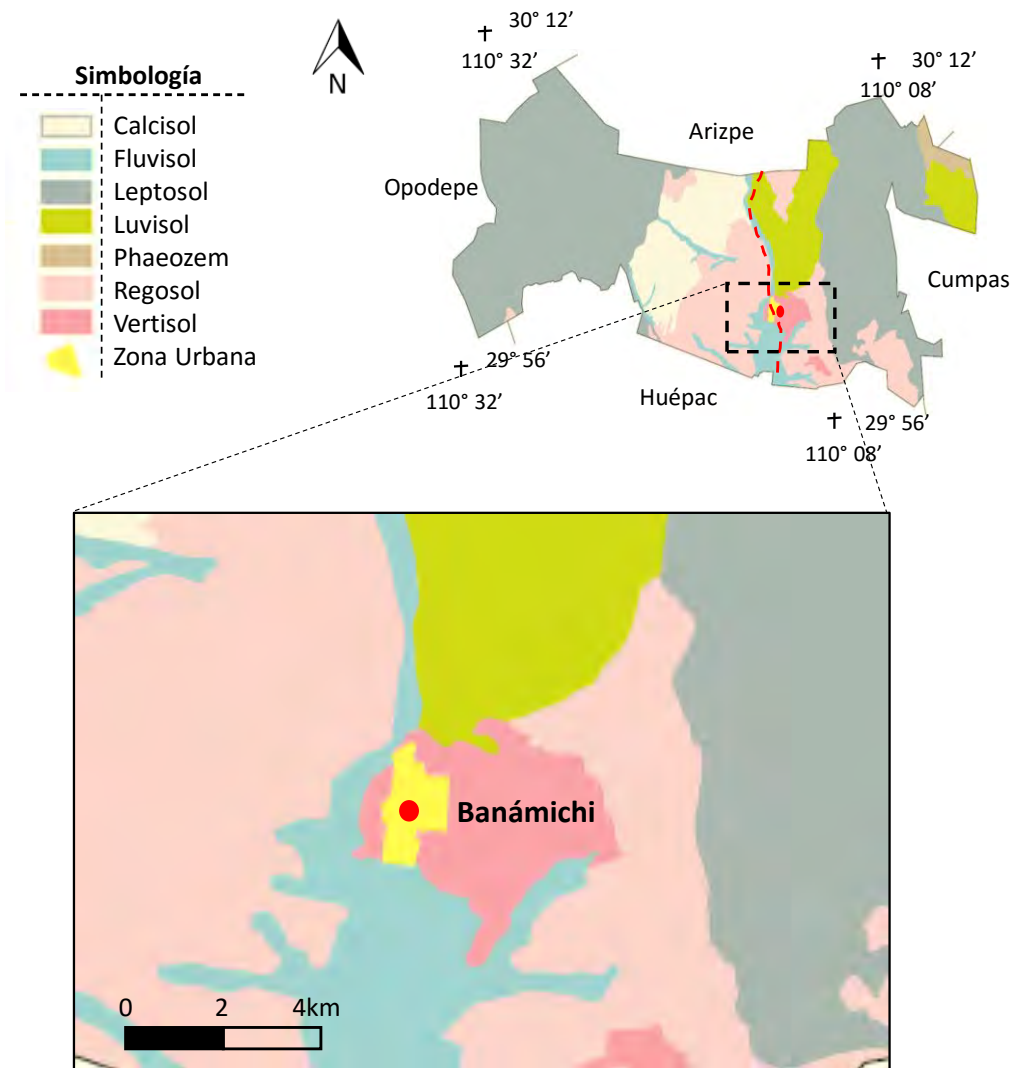 Simbología
Calcisol
Fluvisol
Leptosol
Luvisol
Phaeozem
Regosol
Vertisol
Zona Urbana
N
30° 12’
110° 32’
30° 12’
110° 08’
Arizpe
Opodepe
Cumpas
Huépac
29° 56’
110° 32’
29° 56’
110° 08’
Banámichi
0 2 4km